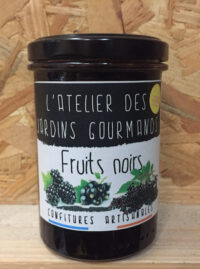 L'ATELIER DES
JARDINS GOURMANDS
Fruits noirs
CONFITURES ARTISANALES